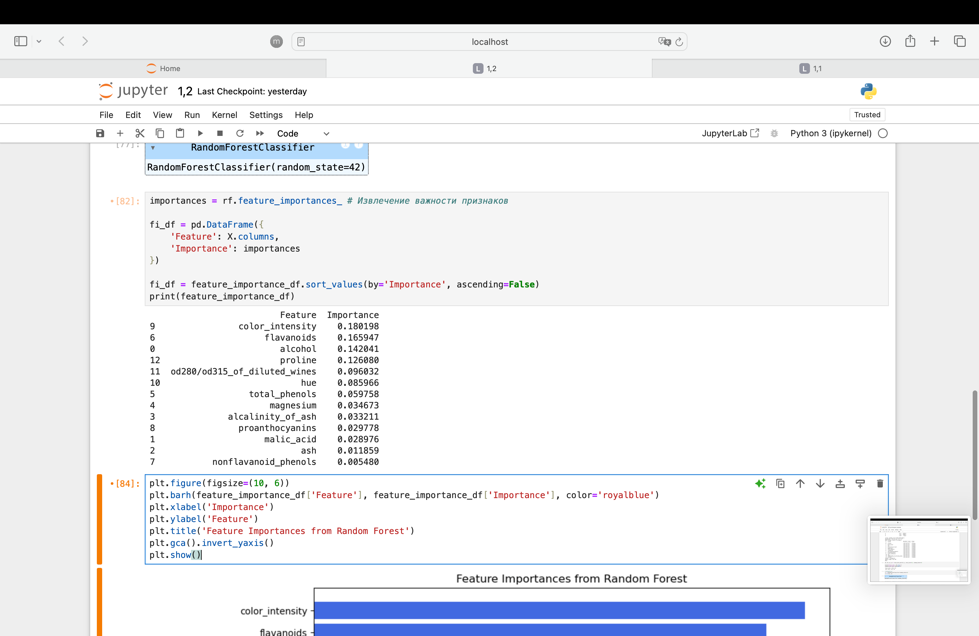 m
localhost
Home
L 1,2
L 1,1
jupyter 1,2 Last Checkpoint: yesterday
File Edit View Run Kernel Settings Help
Trusted
Code
JupyterLab
Python 3 (ipykernel)
[77]:
RandomForestClassifier
RandomForestClassifier(random_state=42)
[82]:
importances = rf.feature_importances_ # Извлечение важности признаков
fi_df = pd.DataFrame({
'Feature': X.columns,
'Importance': importances
})
fi_df = feature_importance_df.sort_values(by='Importance', ascending=False)
print(feature_importance_df)
Feature Importance
9 color_intensity 0.180198
6 flavanoids 0.165947
0 alcohol 0.142041
12 proline 0.126080
11 od280/od315_of_diluted_wines 0.096032
10 hue 0.085966
5 total_phenols 0.059758
4 magnesium 0.034673
3 alcalinity_of_ash 0.033211
8 proanthocyanins 0.029778
1 malic_acid 0.028976
2 ash 0.011859
7 nonflavanoid_phenols 0.005480
[84]:
plt.figure(figsize=(10, 6))
plt.barh(feature_importance_df['Feature'], feature_importance_df['Importance'], color='royalblue')
plt.xlabel('Importance')
plt.ylabel('Feature')
plt.title('Feature Importances from Random Forest')
plt.gca().invert_yaxis()
plt.show()
Feature Importances from Random Forest
color_intensity
flavanoids